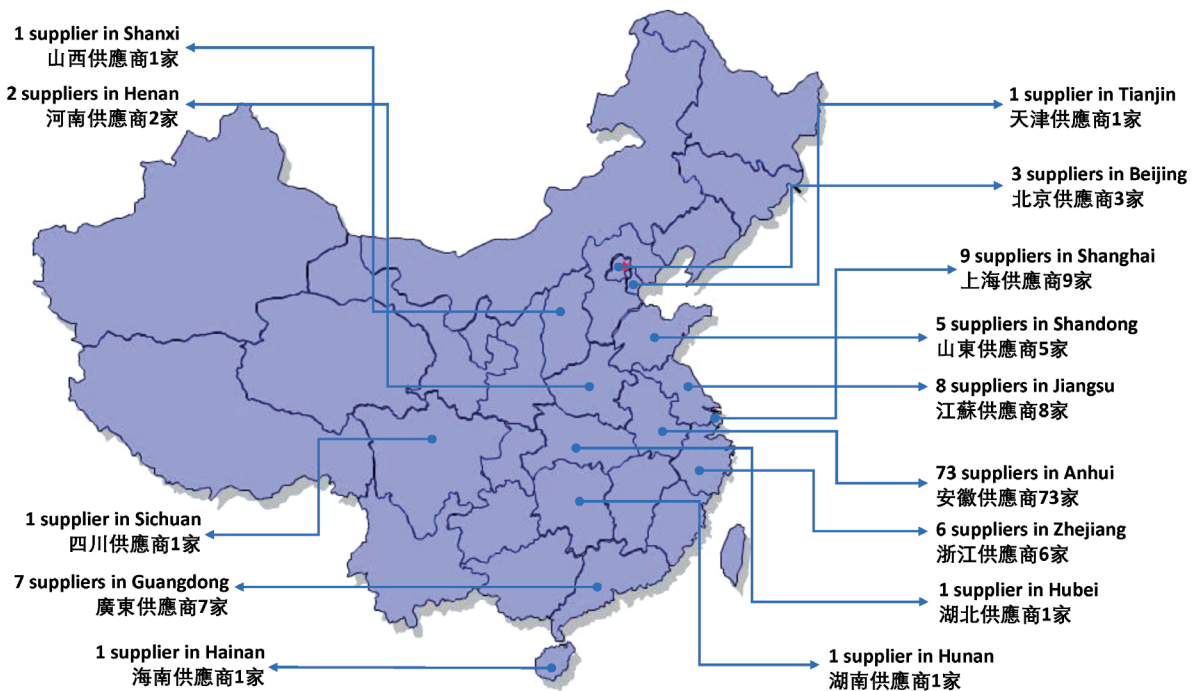 1 supplier in Shanxi
山西供應商1家
2 suppliers in Henan
河南供應商2家
1 supplier in Sichuan
四川供應商1家
7 suppliers in Guangdong
廣東供應商7家
1 supplier in Hainan
海南供應商1家
1 supplier in Tianjin
天津供應商1家
3 suppliers in Beijing
北京供應商3家
9 suppliers in Shanghai
上海供應商9家
5 suppliers in Shandong
山東供應商5家
8 suppliers in Jiangsu
江蘇供應商8家
73 suppliers in Anhui
安徽供應商73家
6 suppliers in Zhejiang
浙江供應商6家
1 supplier in Hubei
湖北供應商1家
1 supplier in Hunan
湖南供應商1家